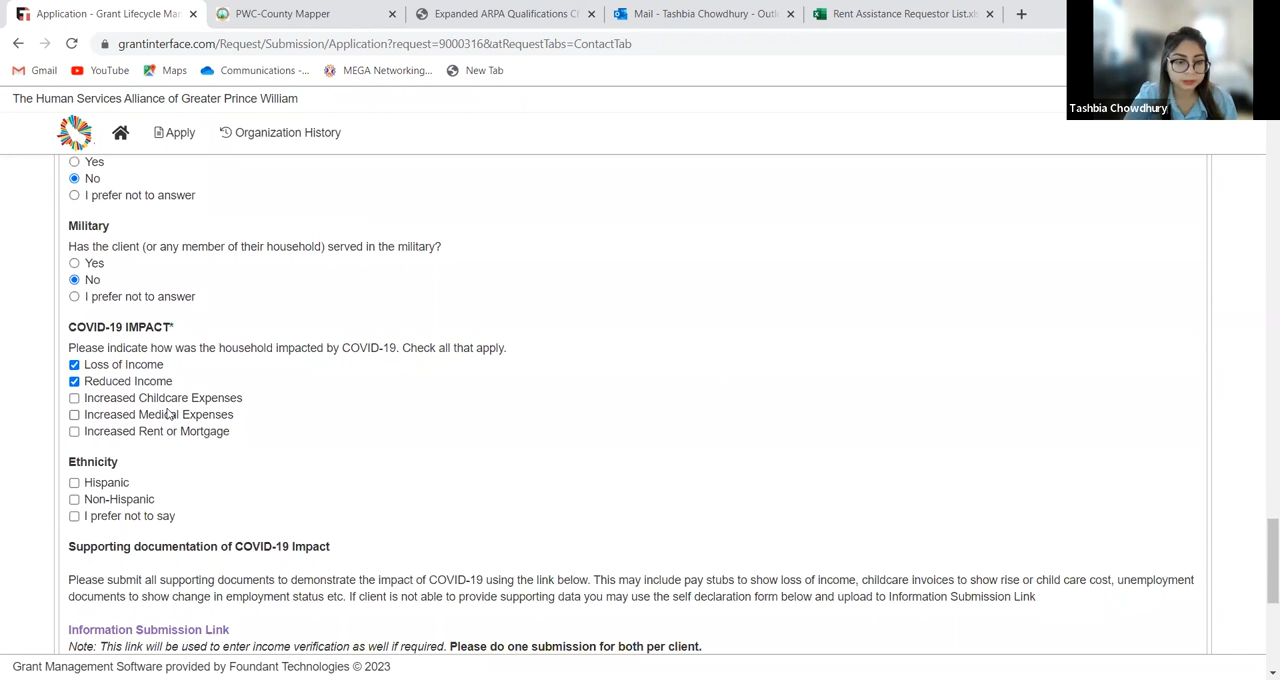 Application - Grant Lifecycle Mar
PWC-County Mapper
Expanded ARPA Qualifications Ch
Mail - Tashbia Chowdhury - Outl
Rent Assistance Requestor List.xls
grantinterface.com/Request/Submission/Application?request=9000316&atRequestTabs=ContactTab
Gmail
YouTube
Maps
Communications -...
MEGA Networking...
New Tab
Tashbia Chowdhury
The Human Services Alliance of Greater Prince William
Apply
Organization History
Yes
No
I prefer not to answer
Military
Has the client (or any member of their household) served in the military?
Yes
No
I prefer not to answer
COVID-19 IMPACT*
Please indicate how was the household impacted by COVID-19. Check all that apply.
Loss of Income
Reduced Income
Increased Childcare Expenses
Increased Medical Expenses
Increased Rent or Mortgage
Ethnicity
Hispanic
Non-Hispanic
I prefer not to say
Supporting documentation of COVID-19 Impact
Please submit all supporting documents to demonstrate the impact of COVID-19 using the link below. This may include pay stubs to show loss of income, childcare invoices to show rise or child care cost, unemployment
documents to show change in employment status etc. If client is not able to provide supporting data you may use the self declaration form below and upload to Information Submission Link
Information Submission Link
Note: This link will be used to enter income verification as well if required. Please do one submission for both per client.
Grant Management Software provided by Foundant Technologies © 2023